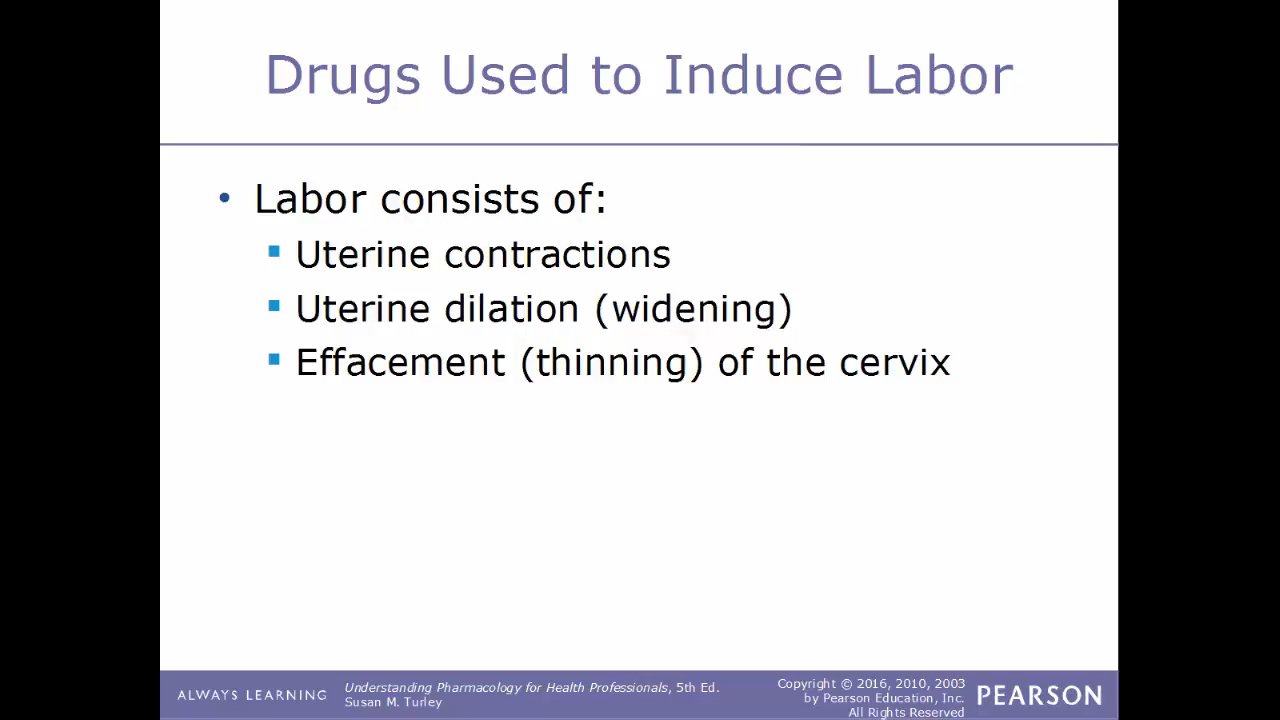 Drugs Used to Induce Labor
• Labor consists of:
▪ Uterine contractions
▪ Uterine dilation (widening)
▪ Effacement (thinning) of the cervix
ALWAYS LEARNING
Understanding Pharmacology for Health Professionals, 5th Ed.
Susan M. Turley
Copyright © 2016, 2010, 2003
by Pearson Education, Inc.
All Rights Reserved
PEARSON